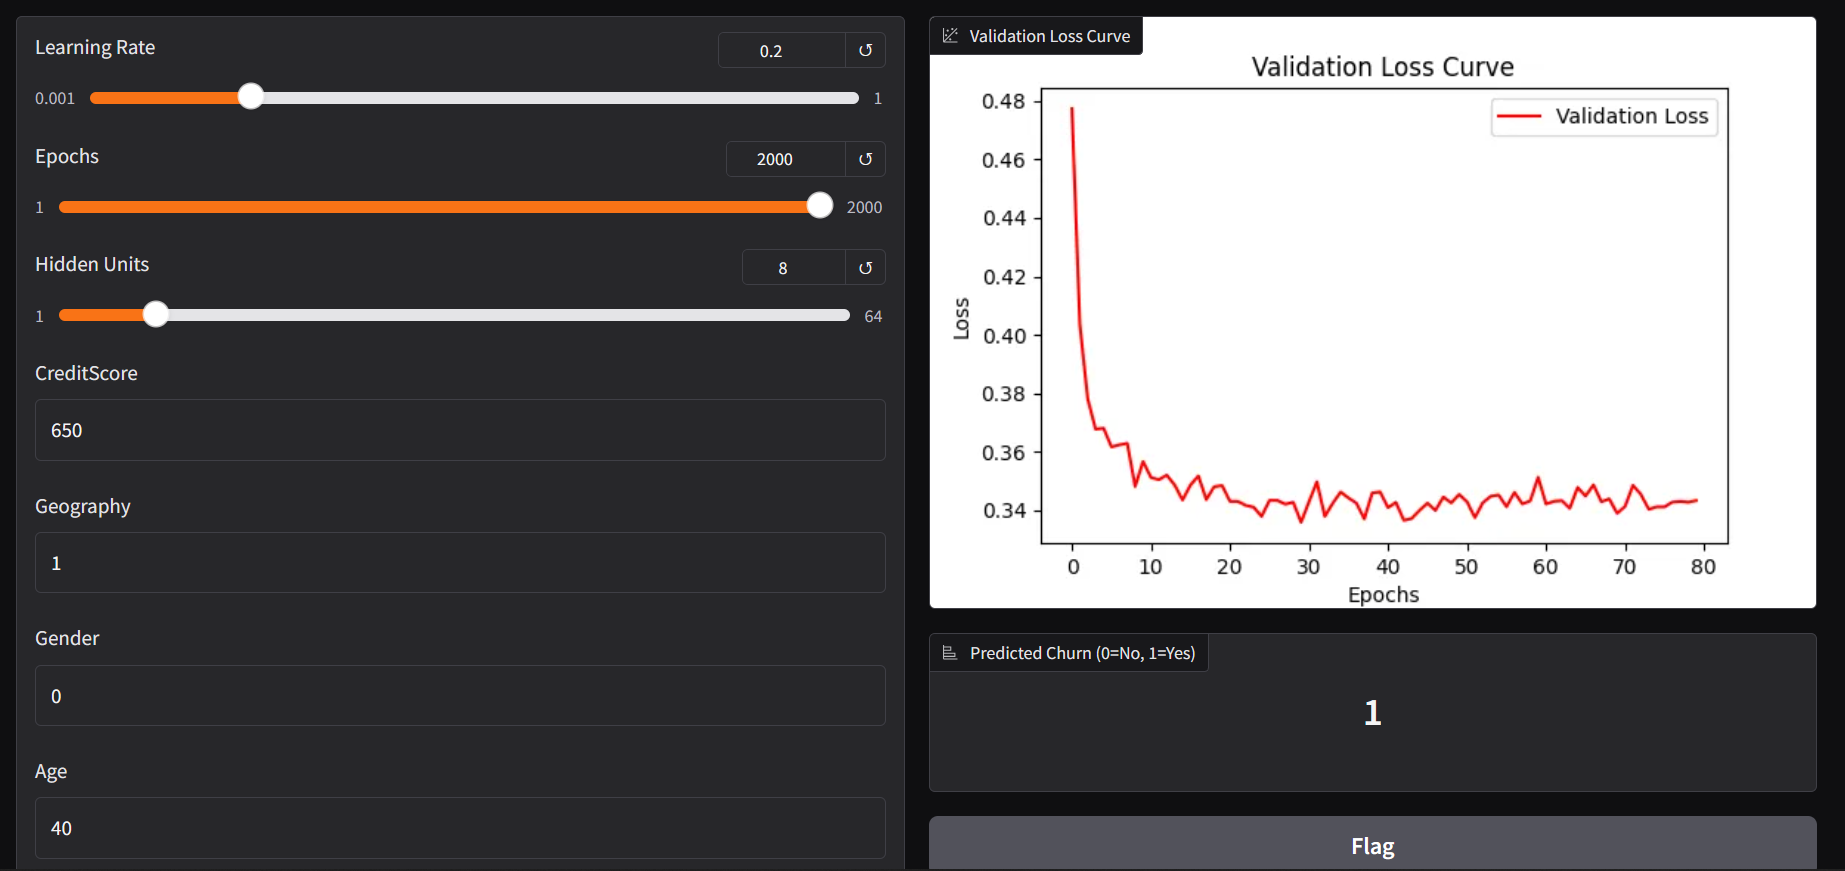 Learning Rate
0.2
0.001
1
Epochs
2000
1
2000
Hidden Units
8
1
64
CreditScore
650
Geography
1
Gender
0
Age
40
Validation Loss Curve
Validation Loss Curve
Validation Loss
0.48
0.46
0.44
0.42
0.40
0.38
0.36
0.34
Loss
0 10 20 30 40 50 60 70 80
Epochs
Predicted Churn (0=No, 1=Yes)
1
Flag